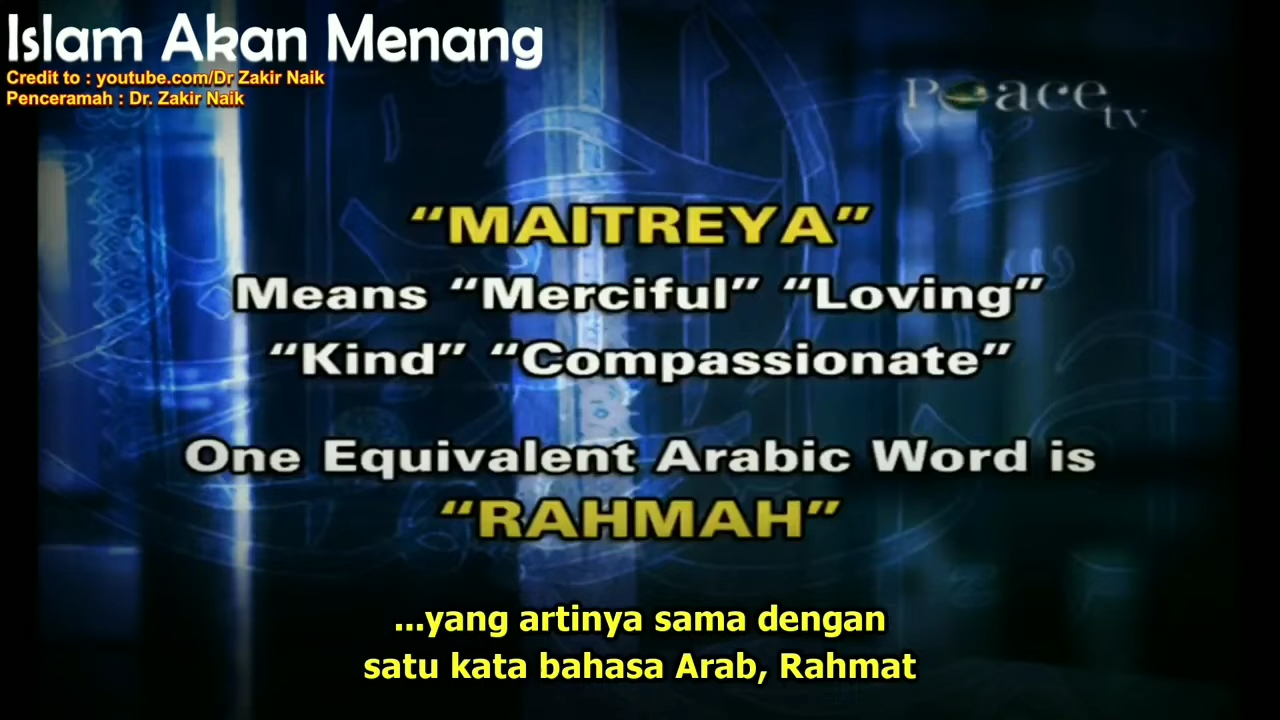 Islam Akan Menang
Credit to : youtube.com/Dr Zakir Naik
Penceramah : Dr. Zakir Naik
Peace
tv
“MAITREYA”
Means “Merciful” “Loving”
“Kind” “Compassionate”
One Equivalent Arabic Word is
“RAHMAH”
...yang artinya sama dengan
satu kata bahasa Arab, Rahmat